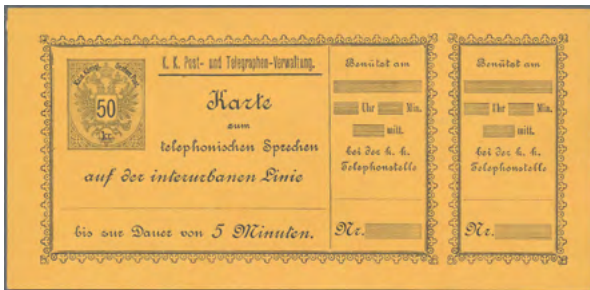 K. K. Post- und Telegraphen-Verwaltung.
50
kr.
Karte
zum
telephonischen Sprechen
auf der interurbanen Linie
bis zur Dauer von 5 Minuten.
Benützt am
Uhr Min.
mitt.
bei der k. k.
Telephonstelle
Nr.
Benützt am
Uhr Min.
mitt.
bei der k. k.
Telephonstelle
Nr.